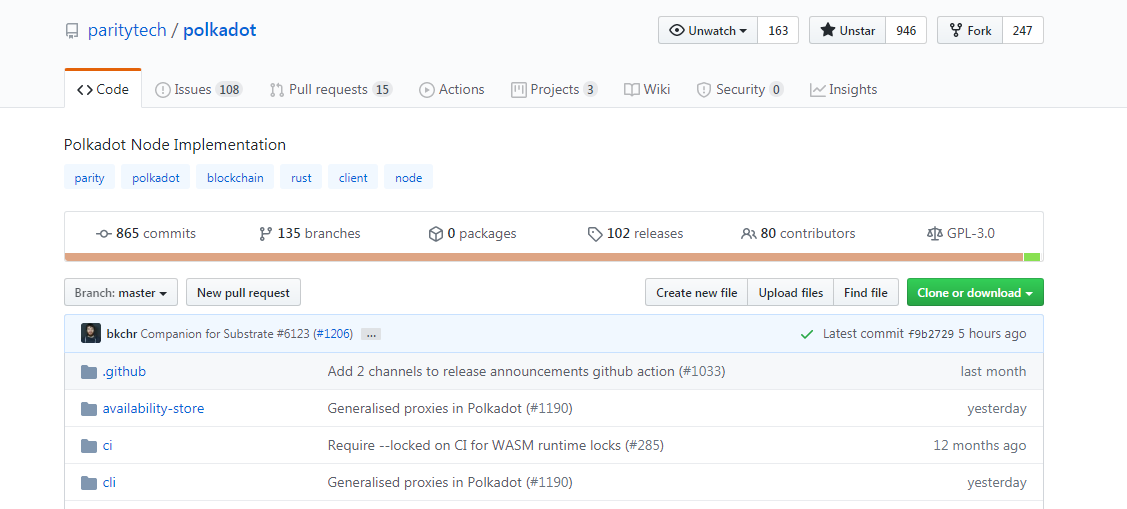 paritytech / polkadot
Unwatch 163 Unstar 946 Fork 247
Code Issues 108 Pull requests 15 Actions Projects 3 Wiki Security 0 Insights
Polkadot Node Implementation
parity polkadot blockchain rust client node
865 commits 135 branches 0 packages 102 releases 80 contributors GPL-3.0
Branch: master New pull request Create new file Upload files Find file Clone or download
bkchr Companion for Substrate #6123 (#1206) ... Latest commit f9b2729 5 hours ago
.github Add 2 channels to release announcements github action (#1033) last month
availability-store Generalised proxies in Polkadot (#1190) yesterday
ci Require --locked on CI for WASM runtime locks (#285) 12 months ago
cli Generalised proxies in Polkadot (#1190) yesterday